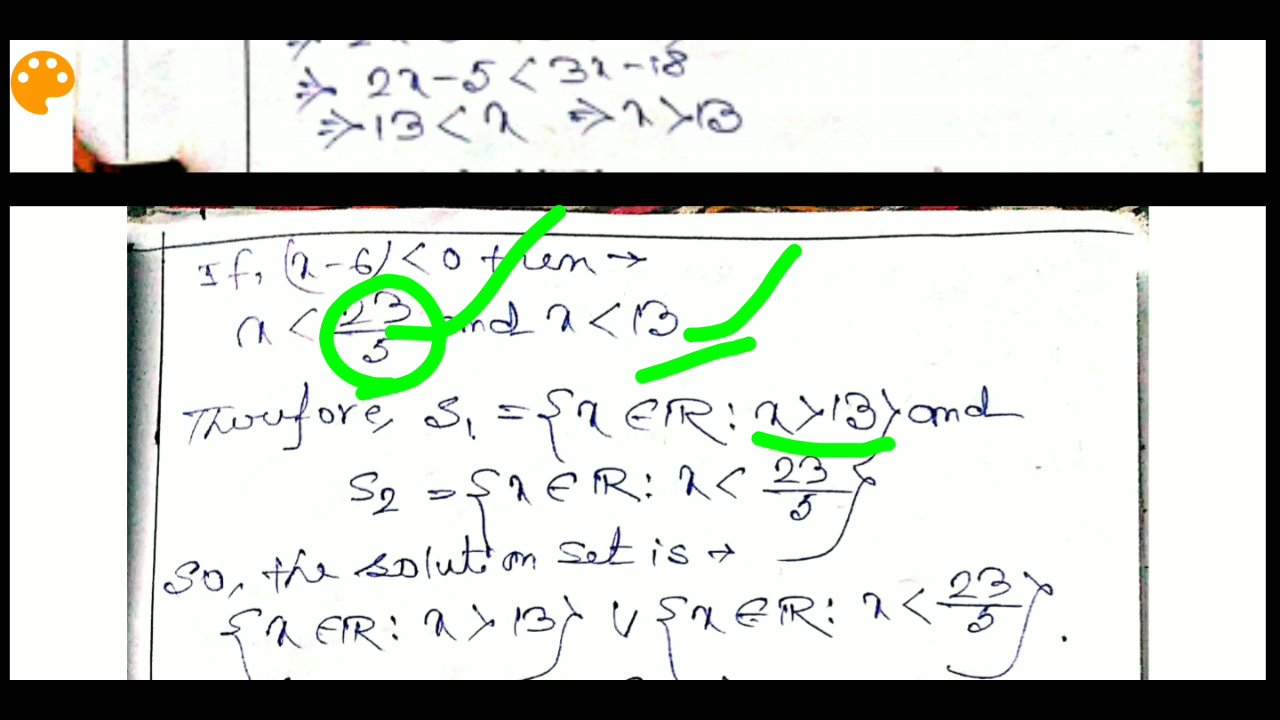 ⇒ 2x-5 < 3x-18
⇒ 13 < x ⇒ x > 13
If, (x-6) < 0 then →
x < 23/5 and x < 13
Therefore, S₁ = {x ∈ ℝ: x > 13} and
S₂ = {x ∈ ℝ: x < 23/5}
So, the solution set is →
{x ∈ ℝ: x > 13} ∪ {x ∈ ℝ: x < 23/5}.